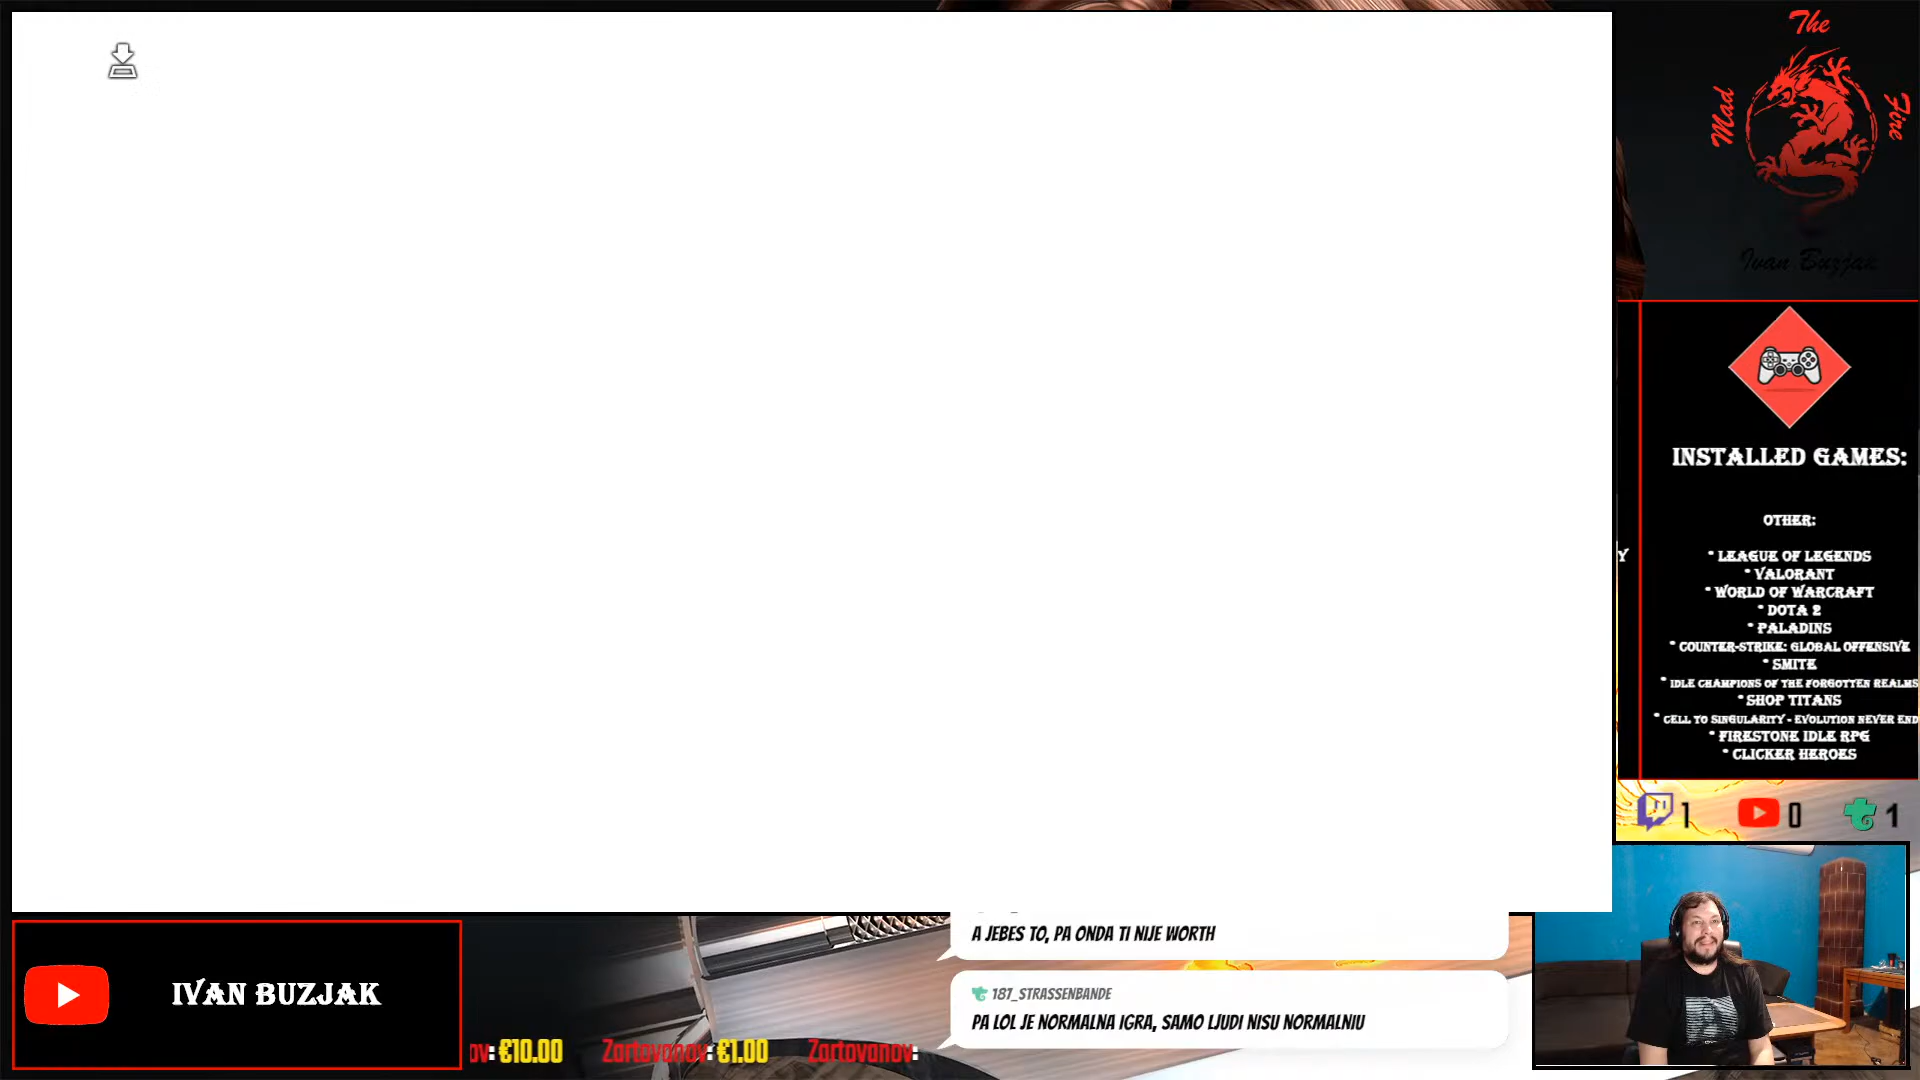 The
Mad
Fire
Ivan Buzjak
INSTALLED GAMES:
OTHER:
Y
* LEAGUE OF LEGENDS
* VALORANT
* WORLD OF WARCRAFT
* DOTA 2
* PALADINS
* COUNTER-STRIKE: GLOBAL OFFENSIVE
* SMITE
* IDLE CHAMPIONS OF THE FORGOTTEN REALMS
* SHOP TITANS
* CELL TO SINGULARITY - EVOLUTION NEVER END
* FIRESTONE IDLE RPG
* CLICKER HEROES
1 0 1
A JEBES TO, PA ONDA TI NIJE WORTH
187_STRASSENBANDE
PA LOL JE NORMALNA IGRA, SAMO LJUDI NISU NORMALNIU
IVAN BUZJAK
ov: €10.00 Zortovanov: €1.00 Zortovanov: